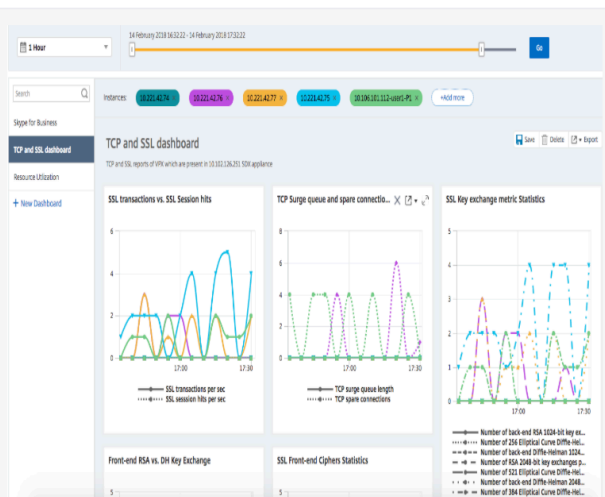 14 February 2018 16:32:22 - 14 February 2018 17:32:22
1 Hour
Go
Search
Instances:
10.221.42.74 ×
10.221.42.76 ×
10.221.42.77 ×
10.221.42.75 ×
10.106.101.112-user1-P1 ×
+Add more
Skype for Business
TCP and SSL dashboard
Resource Utilization
+ New Dashboard
TCP and SSL dashboard
Save
Delete
Export
TCP and SSL reports of VPX which are present in 10.102.126.251 SDX appliance
SSL transactions vs. SSL Session hits
6
4
2
0
17:00
17:30
SSL transactions per sec
SSL session hits per sec
TCP Surge queue and spare connectio...
8
6
4
2
0
17:00
17:30
TCP surge queue length
TCP spare connections
SSL Key exchange metric Statistics
5
4
3
2
1
0
17:00
17:30
Number of back-end RSA 1024-bit key ex...
Number of 256 Elliptical Curve Diffie-Hel...
Number of back-end Diffie-Helman 1024...
Number of RSA 2048-bit key exchanges p...
Number of 521 Elliptical Curve Diffie-Hel...
Number of back-end Diffie-Helman 2048...
Number of 384 Elliptical Curve Diffie-Hel...
Front-end RSA vs. DH Key Exchange
5
SSL Front-end Ciphers Statistics
5